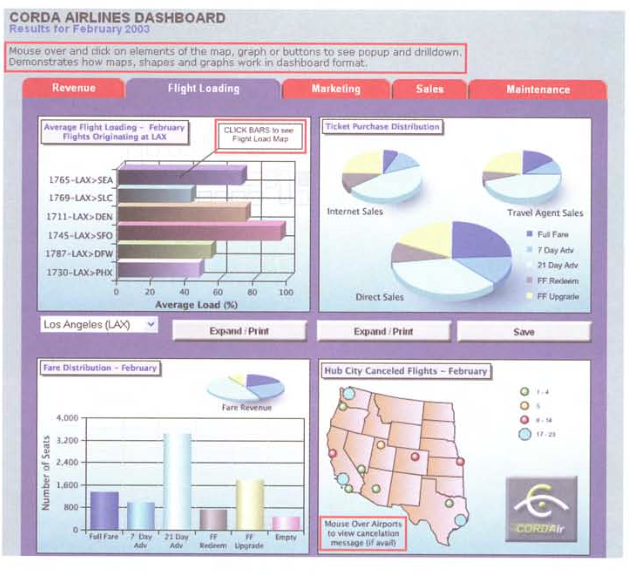 CORDA AIRLINES DASHBOARD
Results for February 2003
Mouse over and click on elements of the map, graph or buttons to see popup and drilldown.
Demonstrates how maps, shapes and graphs work in dashboard format.
Revenue
Flight Loading
Marketing
Sales
Maintenance
Average Flight Loading - February
Flights Originating at LAX
CLICK BARS to see
Flight Load Map
1765-LAX>SEA
1769-LAX>SLC
1711-LAX>DEN
1745-LAX>SFO
1787-LAX>DFW
1730-LAX>PHX
0 20 40 60 80 100
Average Load (%)
Ticket Purchase Distribution
Internet Sales
Travel Agent Sales
Direct Sales
Full Fare
7 Day Adv
21 Day Adv
FF Redeem
FF Upgrade
Los Angeles (LAX)
Expand / Print
Expand / Print
Save
Fare Distribution - February
Fare Revenue
Number of Seats
4,000
3,200
2,400
1,600
800
0
Full Fare
7 Day
Adv
21 Day
Adv
FF
Redeem
FF
Upgrade
Empty
Hub City Canceled Flights - February
1 - 4
5
17 - 23
Mouse Over Airports
to view cancelation
message (if avail)
CORDAir